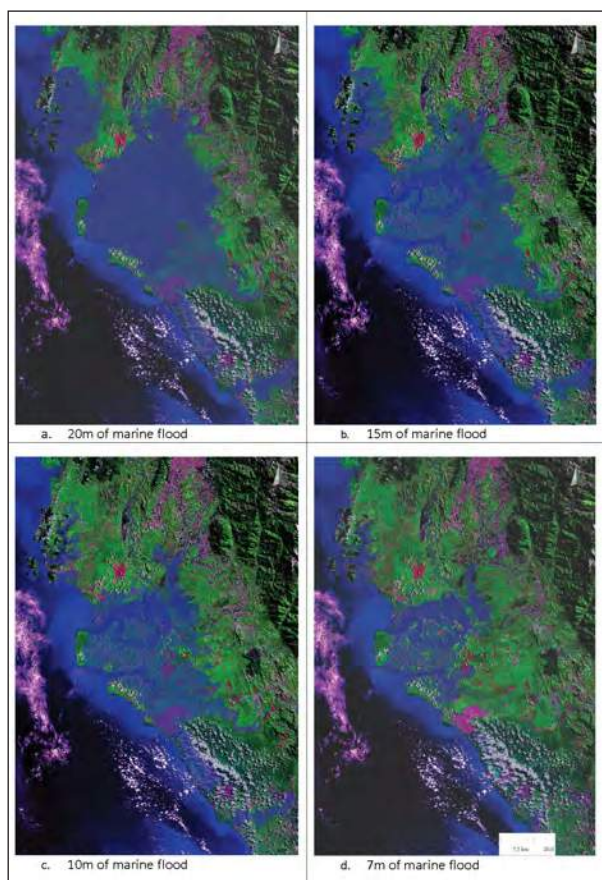 a. 20m of marine flood
b. 15m of marine flood
c. 10m of marine flood
d. 7m of marine flood